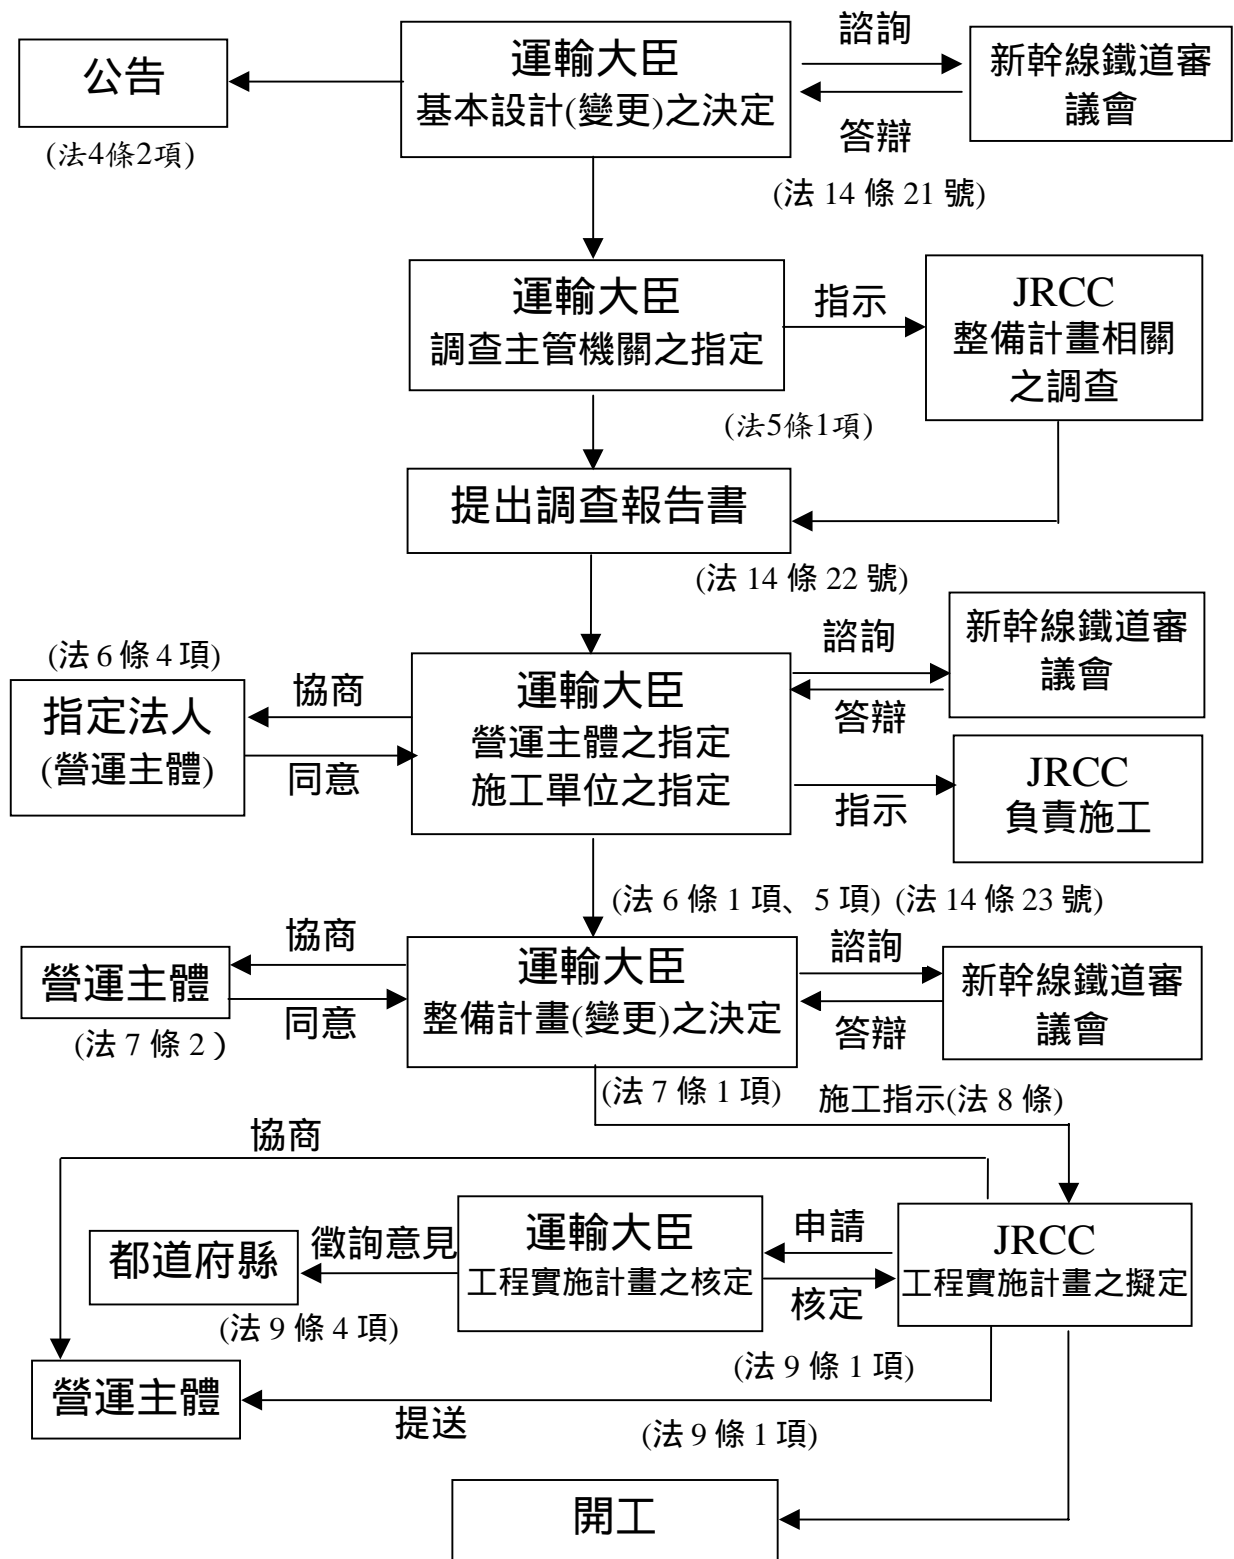 諮詢
運輸大臣
基本設計(變更)之決定
公告
新幹線鐵道審
議會
答辯
(法4條2項)
(法 14 條 21 號)
運輸大臣
調查主管機關之指定
指示
JRCC
整備計畫相關
之調查
(法5條1項)
提出調查報告書
(法 14 條 22 號)
諮詢
新幹線鐵道審
議會
(法 6 條 4 項)
協商
指定法人
(營運主體)
同意
運輸大臣
營運主體之指定
施工單位之指定
答辯
指示
JRCC
負責施工
(法 6 條 1 項、5 項) (法 14 條 23 號)
協商
營運主體
同意
(法 7 條 2 )
運輸大臣
整備計畫(變更)之決定
諮詢
新幹線鐵道審
議會
答辯
(法 7 條 1 項)
施工指示(法 8 條)
協商
都道府縣
徵詢意見
運輸大臣
工程實施計畫之核定
申請
核定
JRCC
工程實施計畫之擬定
(法 9 條 4 項)
(法 9 條 1 項)
營運主體
提送
(法 9 條 1 項)
開工